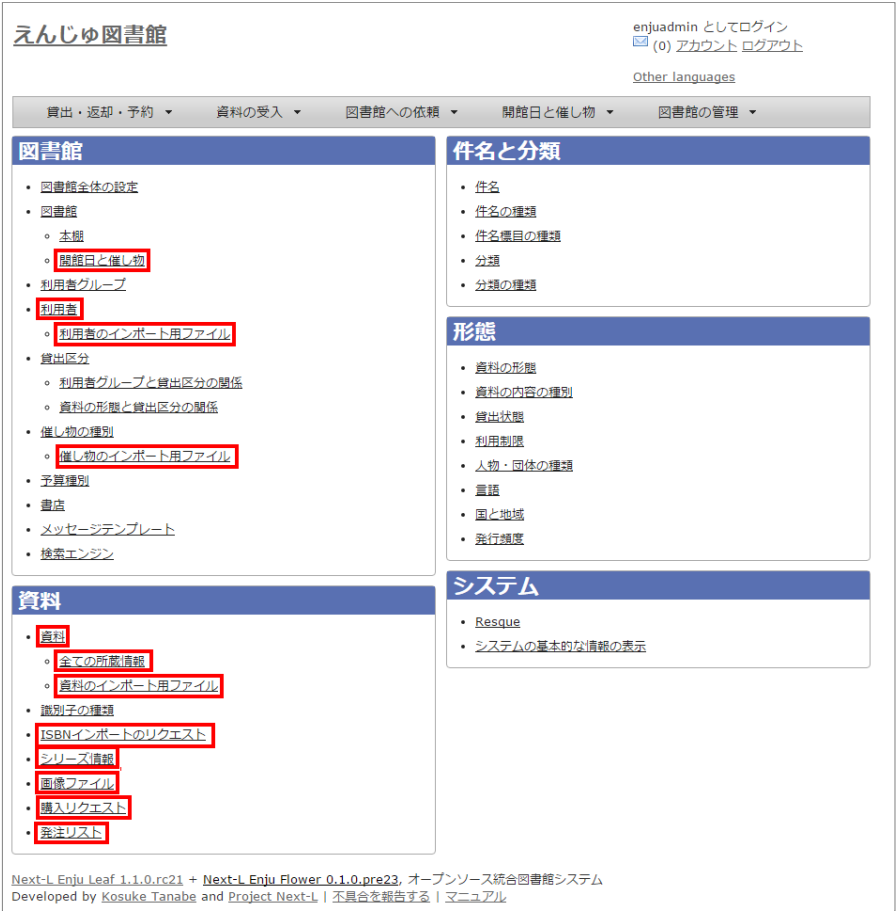 えんじゅ図書館
enjuadmin としてログイン
(0) アカウント ログアウト
Other languages
貸出・返却・予約 ▼ 資料の受入 ▼ 図書館への依頼 ▼ 開館日と催し物 ▼ 図書館の管理 ▼
図書館
• 図書館全体の設定
• 図書館
◦ 本棚
◦ 開館日と催し物
• 利用者グループ
• 利用者
◦ 利用者のインポート用ファイル
• 貸出区分
◦ 利用者グループと貸出区分の関係
◦ 資料の形態と貸出区分の関係
• 催し物の種別
◦ 催し物のインポート用ファイル
• 予算種別
• 書店
• メッセージテンプレート
• 検索エンジン
資料
• 資料
◦ 全ての所蔵情報
◦ 資料のインポート用ファイル
• 識別子の種類
• ISBNインポートのリクエスト
• シリーズ情報
• 画像ファイル
• 購入リクエスト
• 発注リスト
件名と分類
• 件名
• 件名の種類
• 件名標目の種類
• 分類
• 分類の種類
形態
• 資料の形態
• 資料の内容の種別
• 貸出状態
• 利用制限
• 人物・団体の種類
• 言語
• 国と地域
• 発行頻度
システム
• Resque
• システムの基本的な情報の表示
Next-L Enju Leaf 1.1.0.rc21 + Next-L Enju Flower 0.1.0.pre23, オープンソース統合図書館システム
Developed by Kosuke Tanabe and Project Next-L | 不具合を報告する | マニュアル